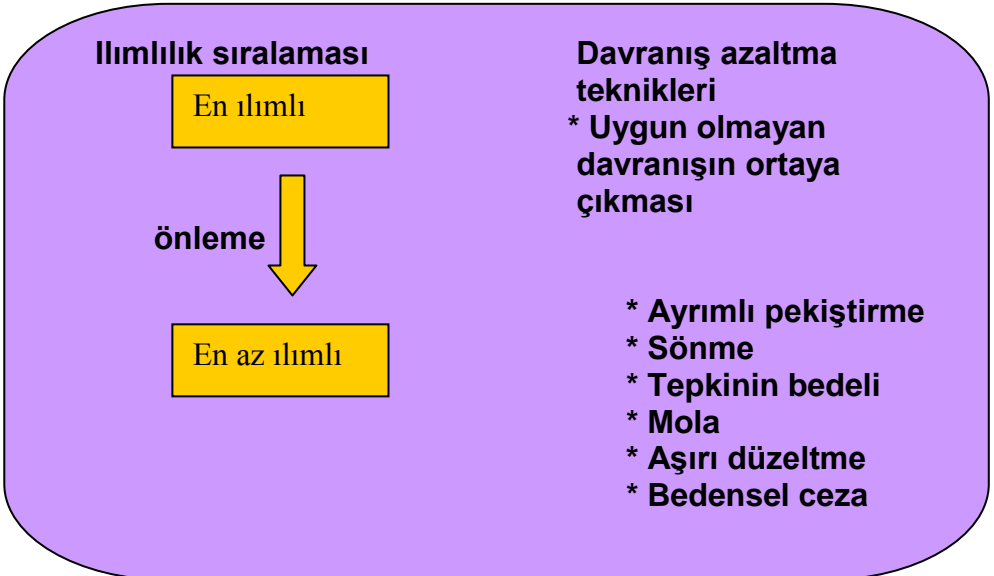 Ilımlılık sıralaması
En ılımlı
önleme
En az ılımlı
Davranış azaltma
teknikleri
* Uygun olmayan
davranışın ortaya
çıkması
* Ayrımlı pekiştirme
* Sönme
* Tepkinin bedeli
* Mola
* Aşırı düzeltme
* Bedensel ceza